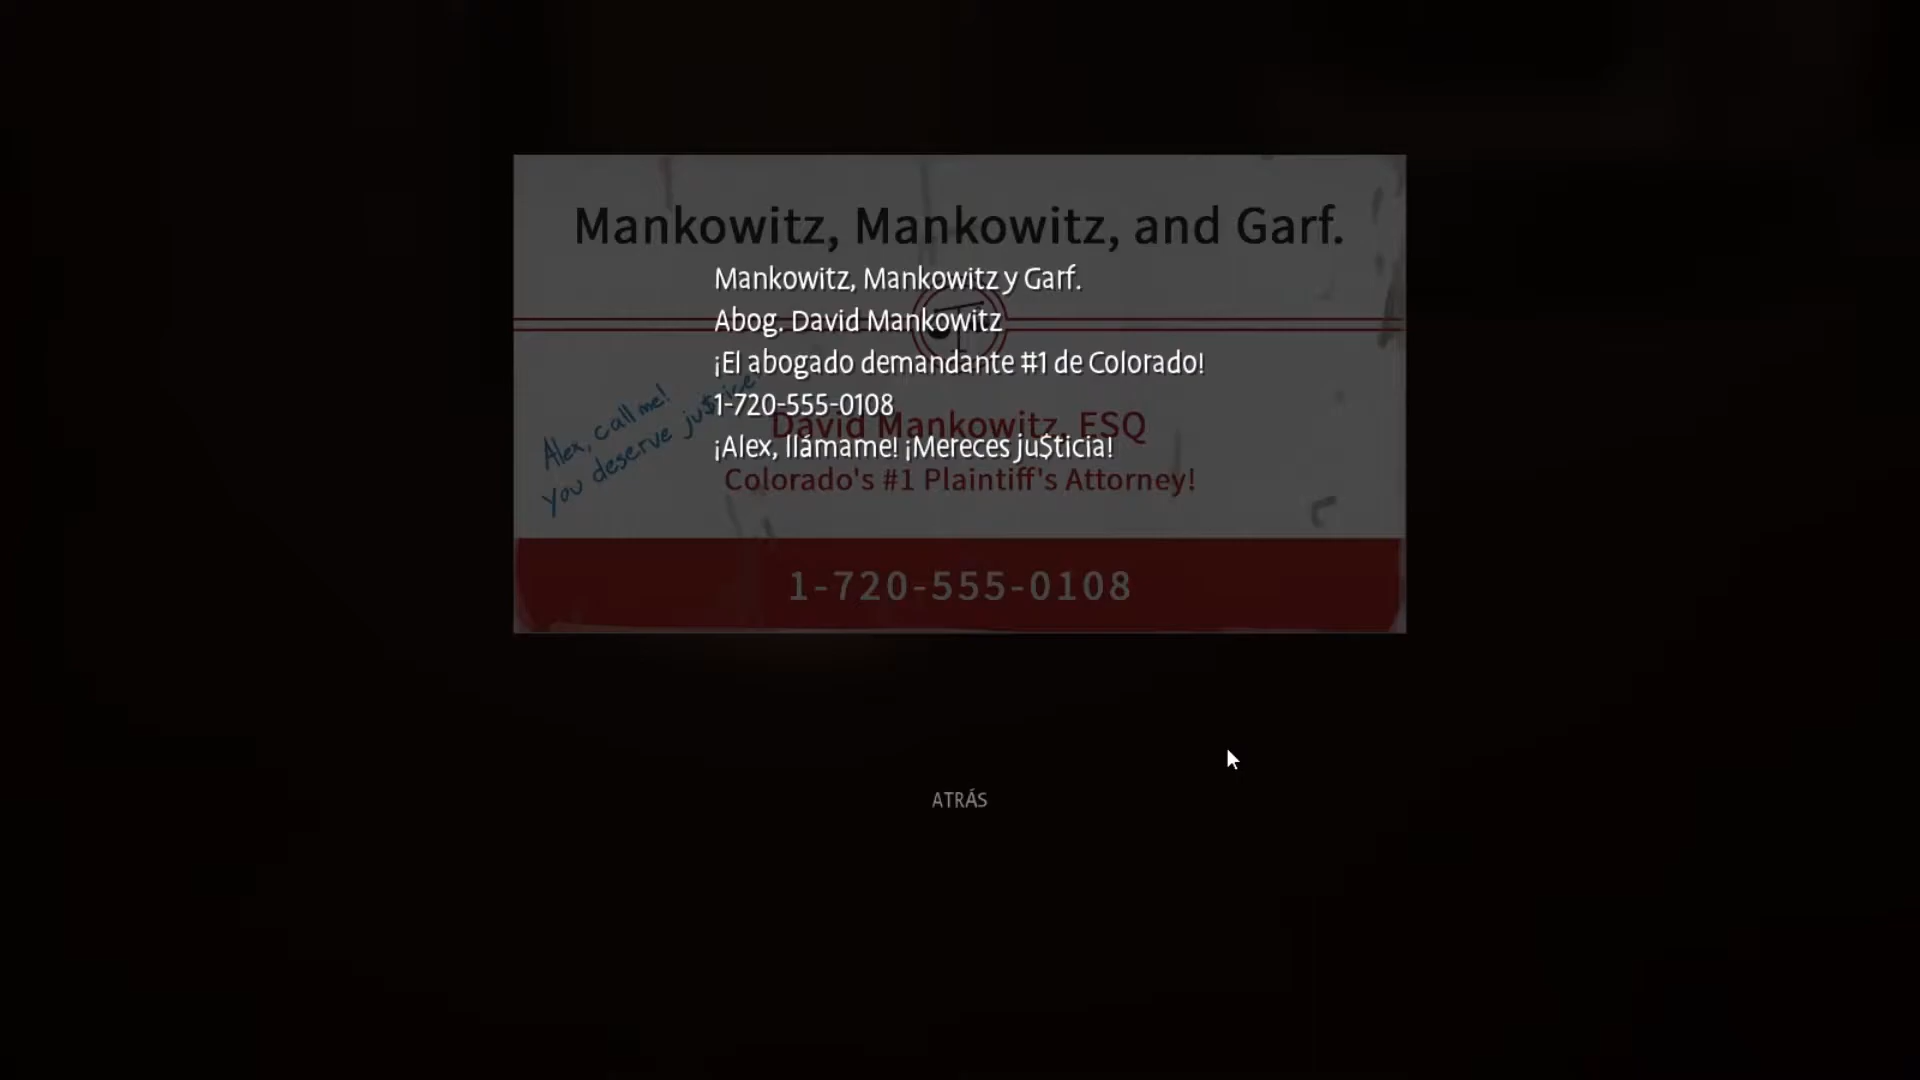 Mankowitz, Mankowitz, and Garf.
Mankowitz, Mankowitz y Garf.
Abog. David Mankowitz
¡El abogado demandante #1 de Colorado!
1-720-555-0108
¡Alex, llámame! ¡Mereces ju$ticia!
Alex, call me!
you deserve ju$tice!
David Mankowitz, ESQ
Colorado's #1 Plaintiff's Attorney!
1-720-555-0108
ATRÁS